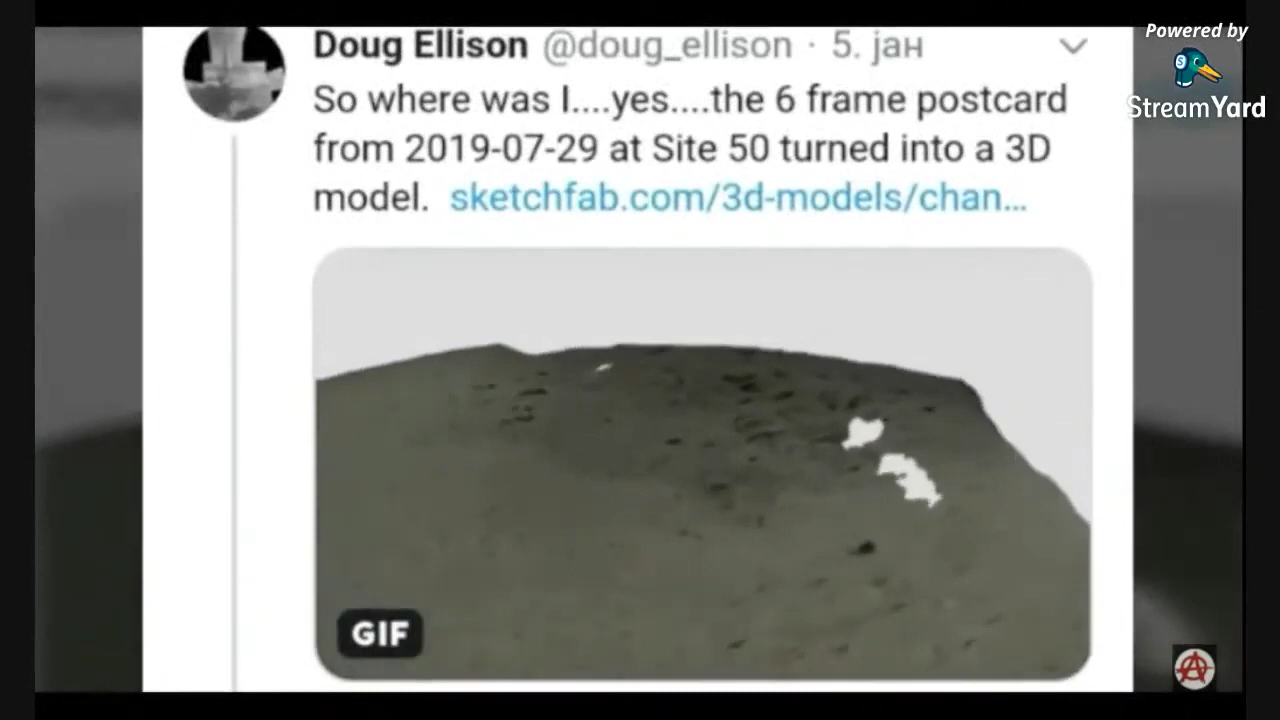 Powered by
StreamYard
Doug Ellison @doug_ellison · 5. јан
So where was I....yes....the 6 frame postcard
from 2019-07-29 at Site 50 turned into a 3D
model. sketchfab.com/3d-models/chan...
GIF